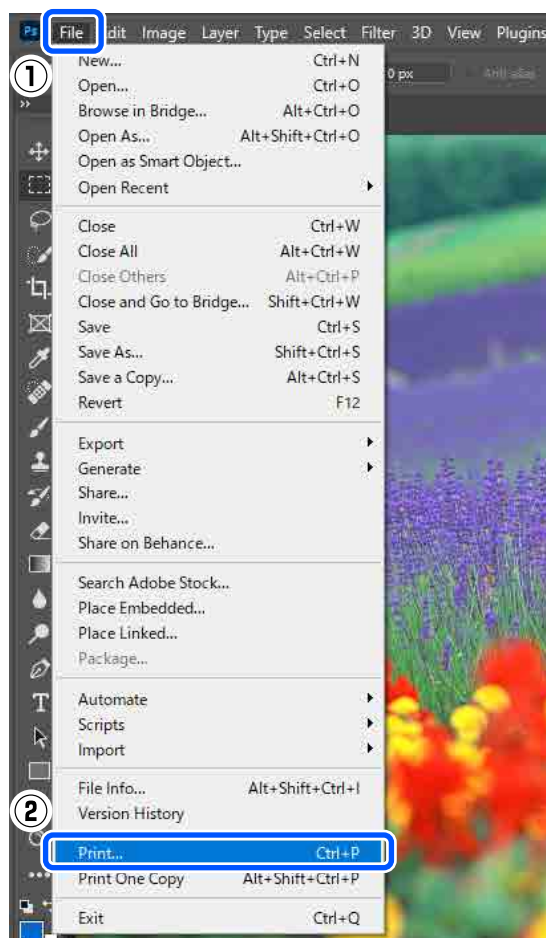 Ps File dit Image Layer Type Select Filter 3D View Plugins
①
0 px Anti-alias
New... Ctrl+N
Open... Ctrl+O
Browse in Bridge... Alt+Ctrl+O
Open As... Alt+Shift+Ctrl+O
Open as Smart Object...
Open Recent
Close Ctrl+W
Close All Alt+Ctrl+W
Close Others Alt+Ctrl+P
Close and Go to Bridge... Shift+Ctrl+W
Save Ctrl+S
Save As... Shift+Ctrl+S
Save a Copy... Alt+Ctrl+S
Revert F12
Export
Generate
Share...
Invite...
Share on Behance...
Search Adobe Stock...
Place Embedded...
Place Linked...
Package...
Automate
Scripts
Import
File Info... Alt+Shift+Ctrl+I
Version History
②
Print... Ctrl+P
Print One Copy Alt+Shift+Ctrl+P
Exit Ctrl+Q